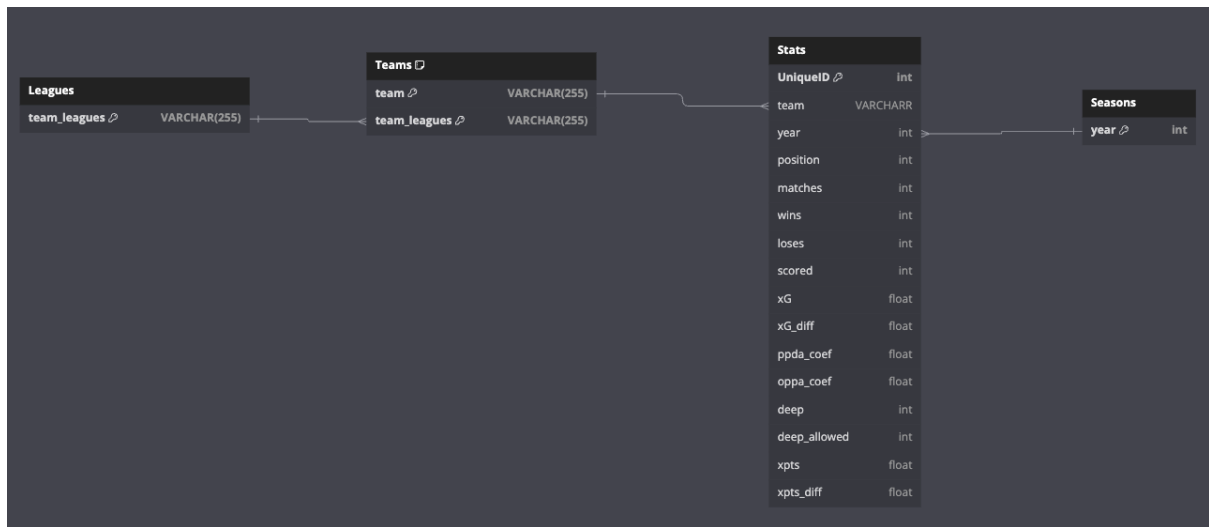 Leagues
team_leagues VARCHAR(255)
Teams
team VARCHAR(255)
team_leagues VARCHAR(255)
Stats
UniqueID int
team VARCHARR
year int
position int
matches int
wins int
loses int
scored int
xG float
xG_diff float
ppda_coef float
oppa_coef float
deep int
deep_allowed int
xpts float
xpts_diff float
Seasons
year int